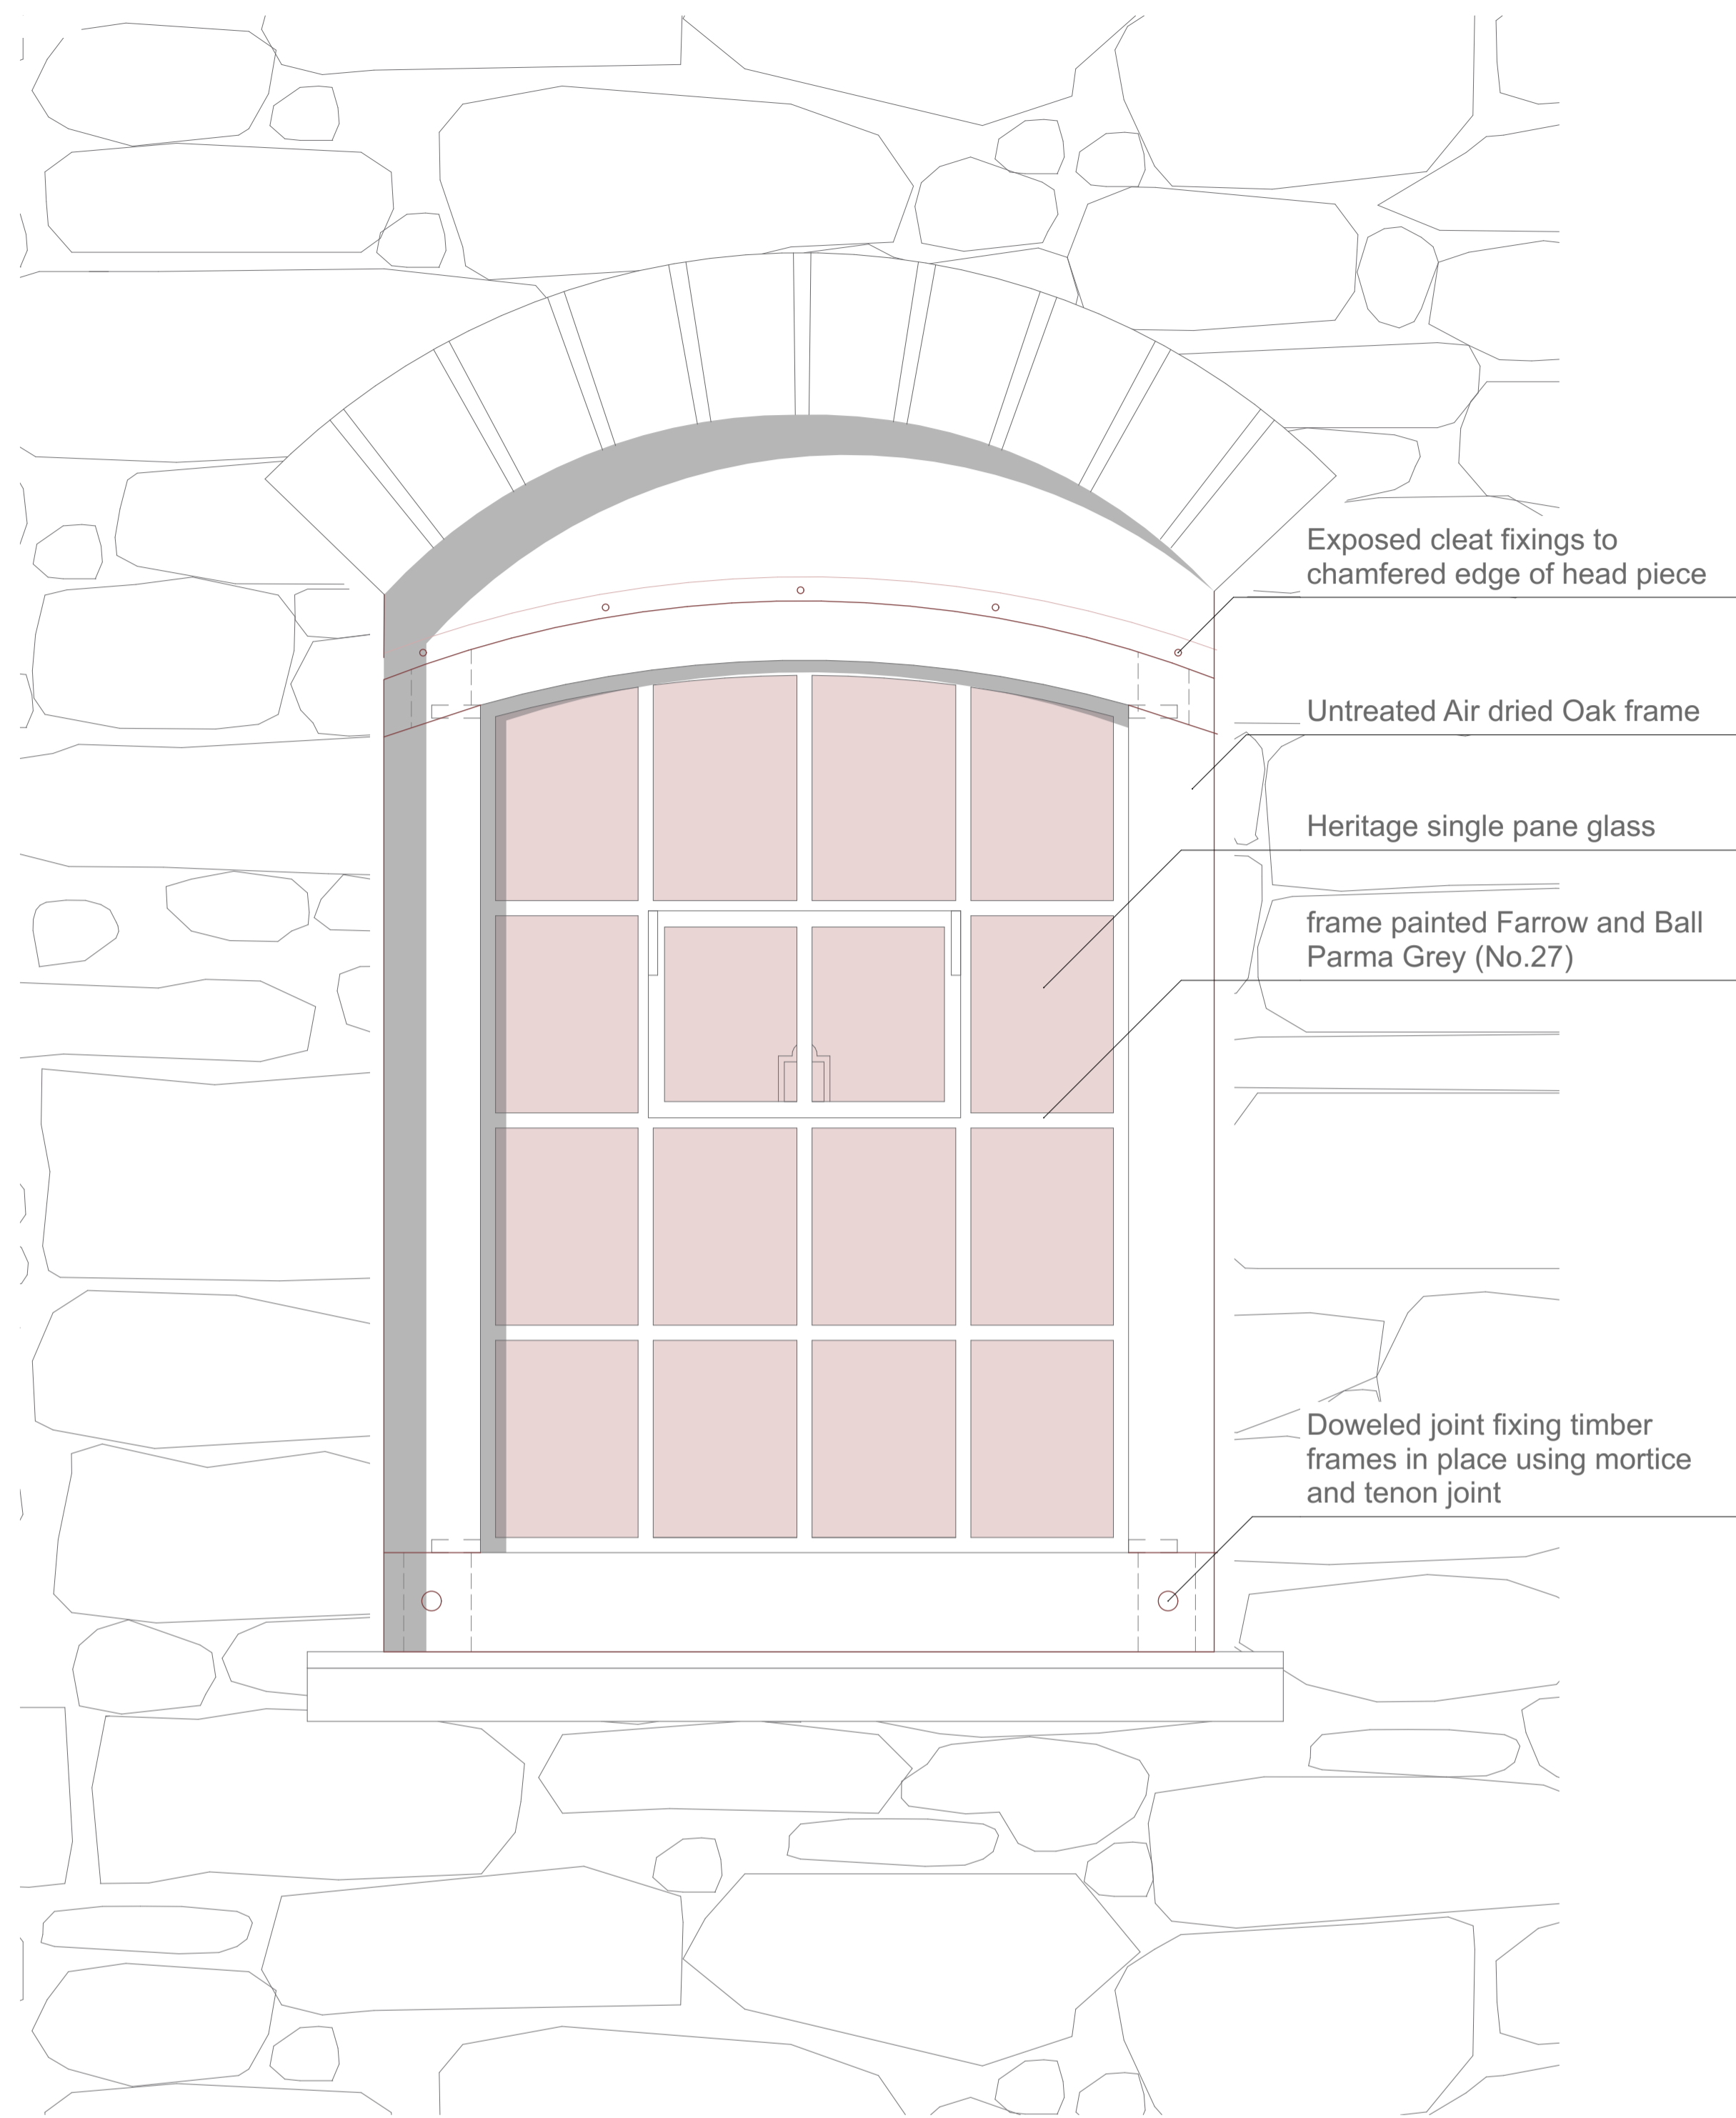 Exposed cleat fixings to
chamfered edge of head piece
Untreated Air dried Oak frame
Heritage single pane glass
frame painted Farrow and Ball
Parma Grey (No.27)
Doweled joint fixing timber
frames in place using mortice
and tenon joint